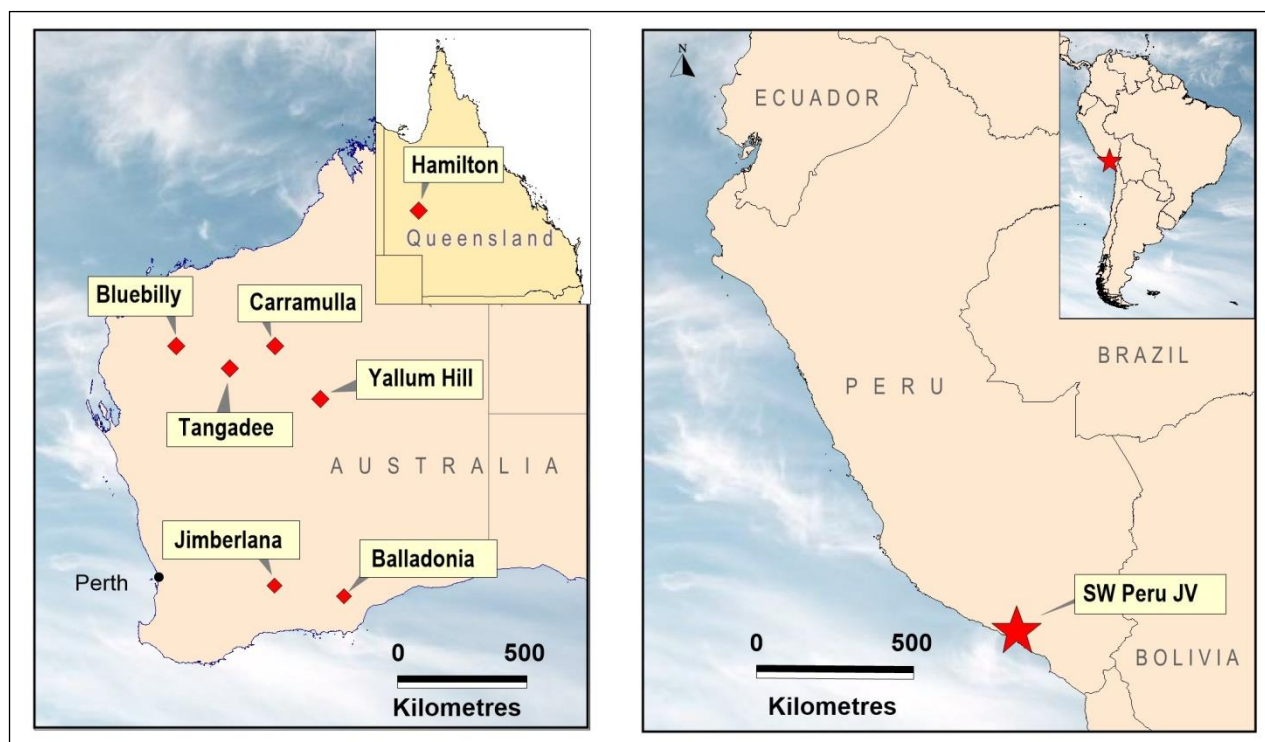 Hamilton
Queensland
Bluebilly
Carramulla
Yallum Hill
Tangadee
AUSTRALIA
Jimberlana
Balladonia
Perth
0 500
Kilometres
N
ECUADOR
BRAZIL
PERU
SW Peru JV
0 500
Kilometres
BOLIVIA